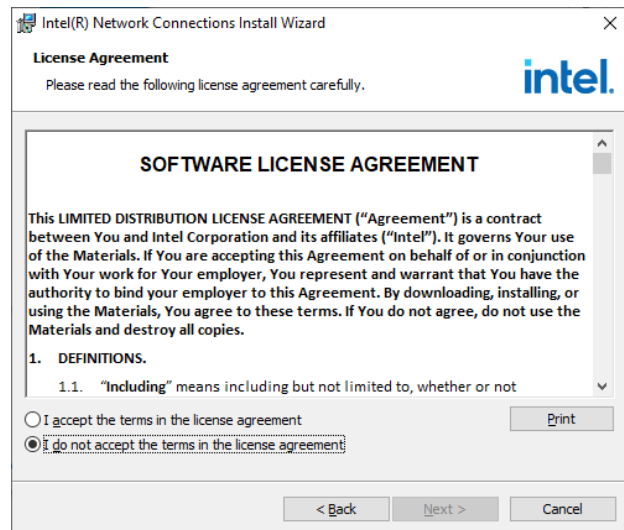 Intel(R) Network Connections Install Wizard
License Agreement
Please read the following license agreement carefully.
intel.
SOFTWARE LICENSE AGREEMENT
This LIMITED DISTRIBUTION LICENSE AGREEMENT (“Agreement”) is a contract
between You and Intel Corporation and its affiliates (“Intel”). It governs Your use
of the Materials. If You are accepting this Agreement on behalf of or in conjunction
with Your work for Your employer, You represent and warrant that You have the
authority to bind your employer to this Agreement. By downloading, installing, or
using the Materials, You agree to these terms. If You do not agree, do not use the
Materials and destroy all copies.
1. DEFINITIONS.
1.1. “Including” means including but not limited to, whether or not
I accept the terms in the license agreement
Print
I do not accept the terms in the license agreement
< Back
Next >
Cancel